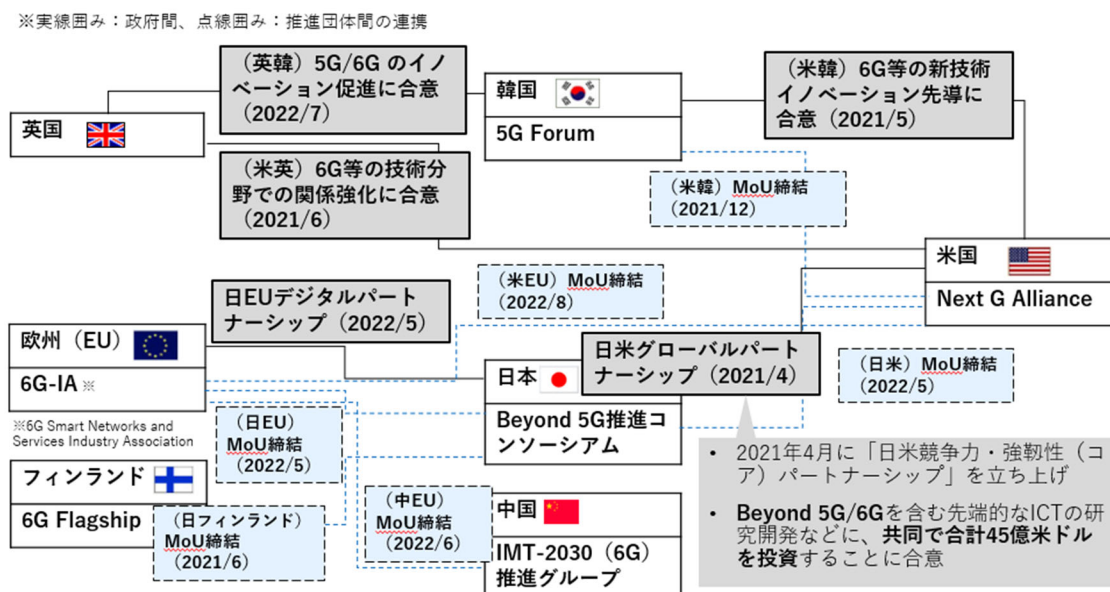 ※実線囲み：政府間、点線囲み：推進団体間の連携
（英韓）5G/6G のイノ
ベーション促進に合意
（2022/7）
韓国
5G Forum
（米韓）6G等の新技術
イノベーション先導に
合意（2021/5）
英国
（米英）6G等の技術分
野での関係強化に合意
（2021/6）
（米韓）MoU締結
（2021/12）
米国
Next G Alliance
（米EU）MoU締結
（2022/8）
日EUデジタルパート
ナーシップ（2022/5）
欧州（EU）
6G-IA ※
※6G Smart Networks and
Services Industry Association
日米グローバルパート
ナーシップ（2021/4）
（日米）MoU締結
（2022/5）
日本
Beyond 5G推進コ
ンソーシアム
（日EU）
MoU締結
（2022/5）
フィンランド
6G Flagship
（日フィンランド）
MoU締結
（2021/6）
（中EU）
MoU締結
（2022/6）
中国
IMT-2030（6G）
推進グループ
• 2021年4月に「日米競争力・強靭性（コ
ア）パートナーシップ」を立ち上げ
• Beyond 5G/6Gを含む先端的なICTの研
究開発などに、共同で合計45億米ドル
を投資することに合意